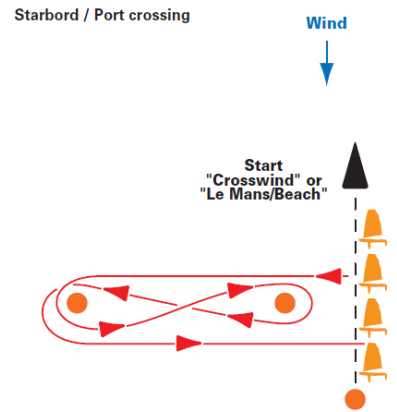 Starbord / Port crossing
Wind
Start
"Crosswind" or
"Le Mans/Beach"